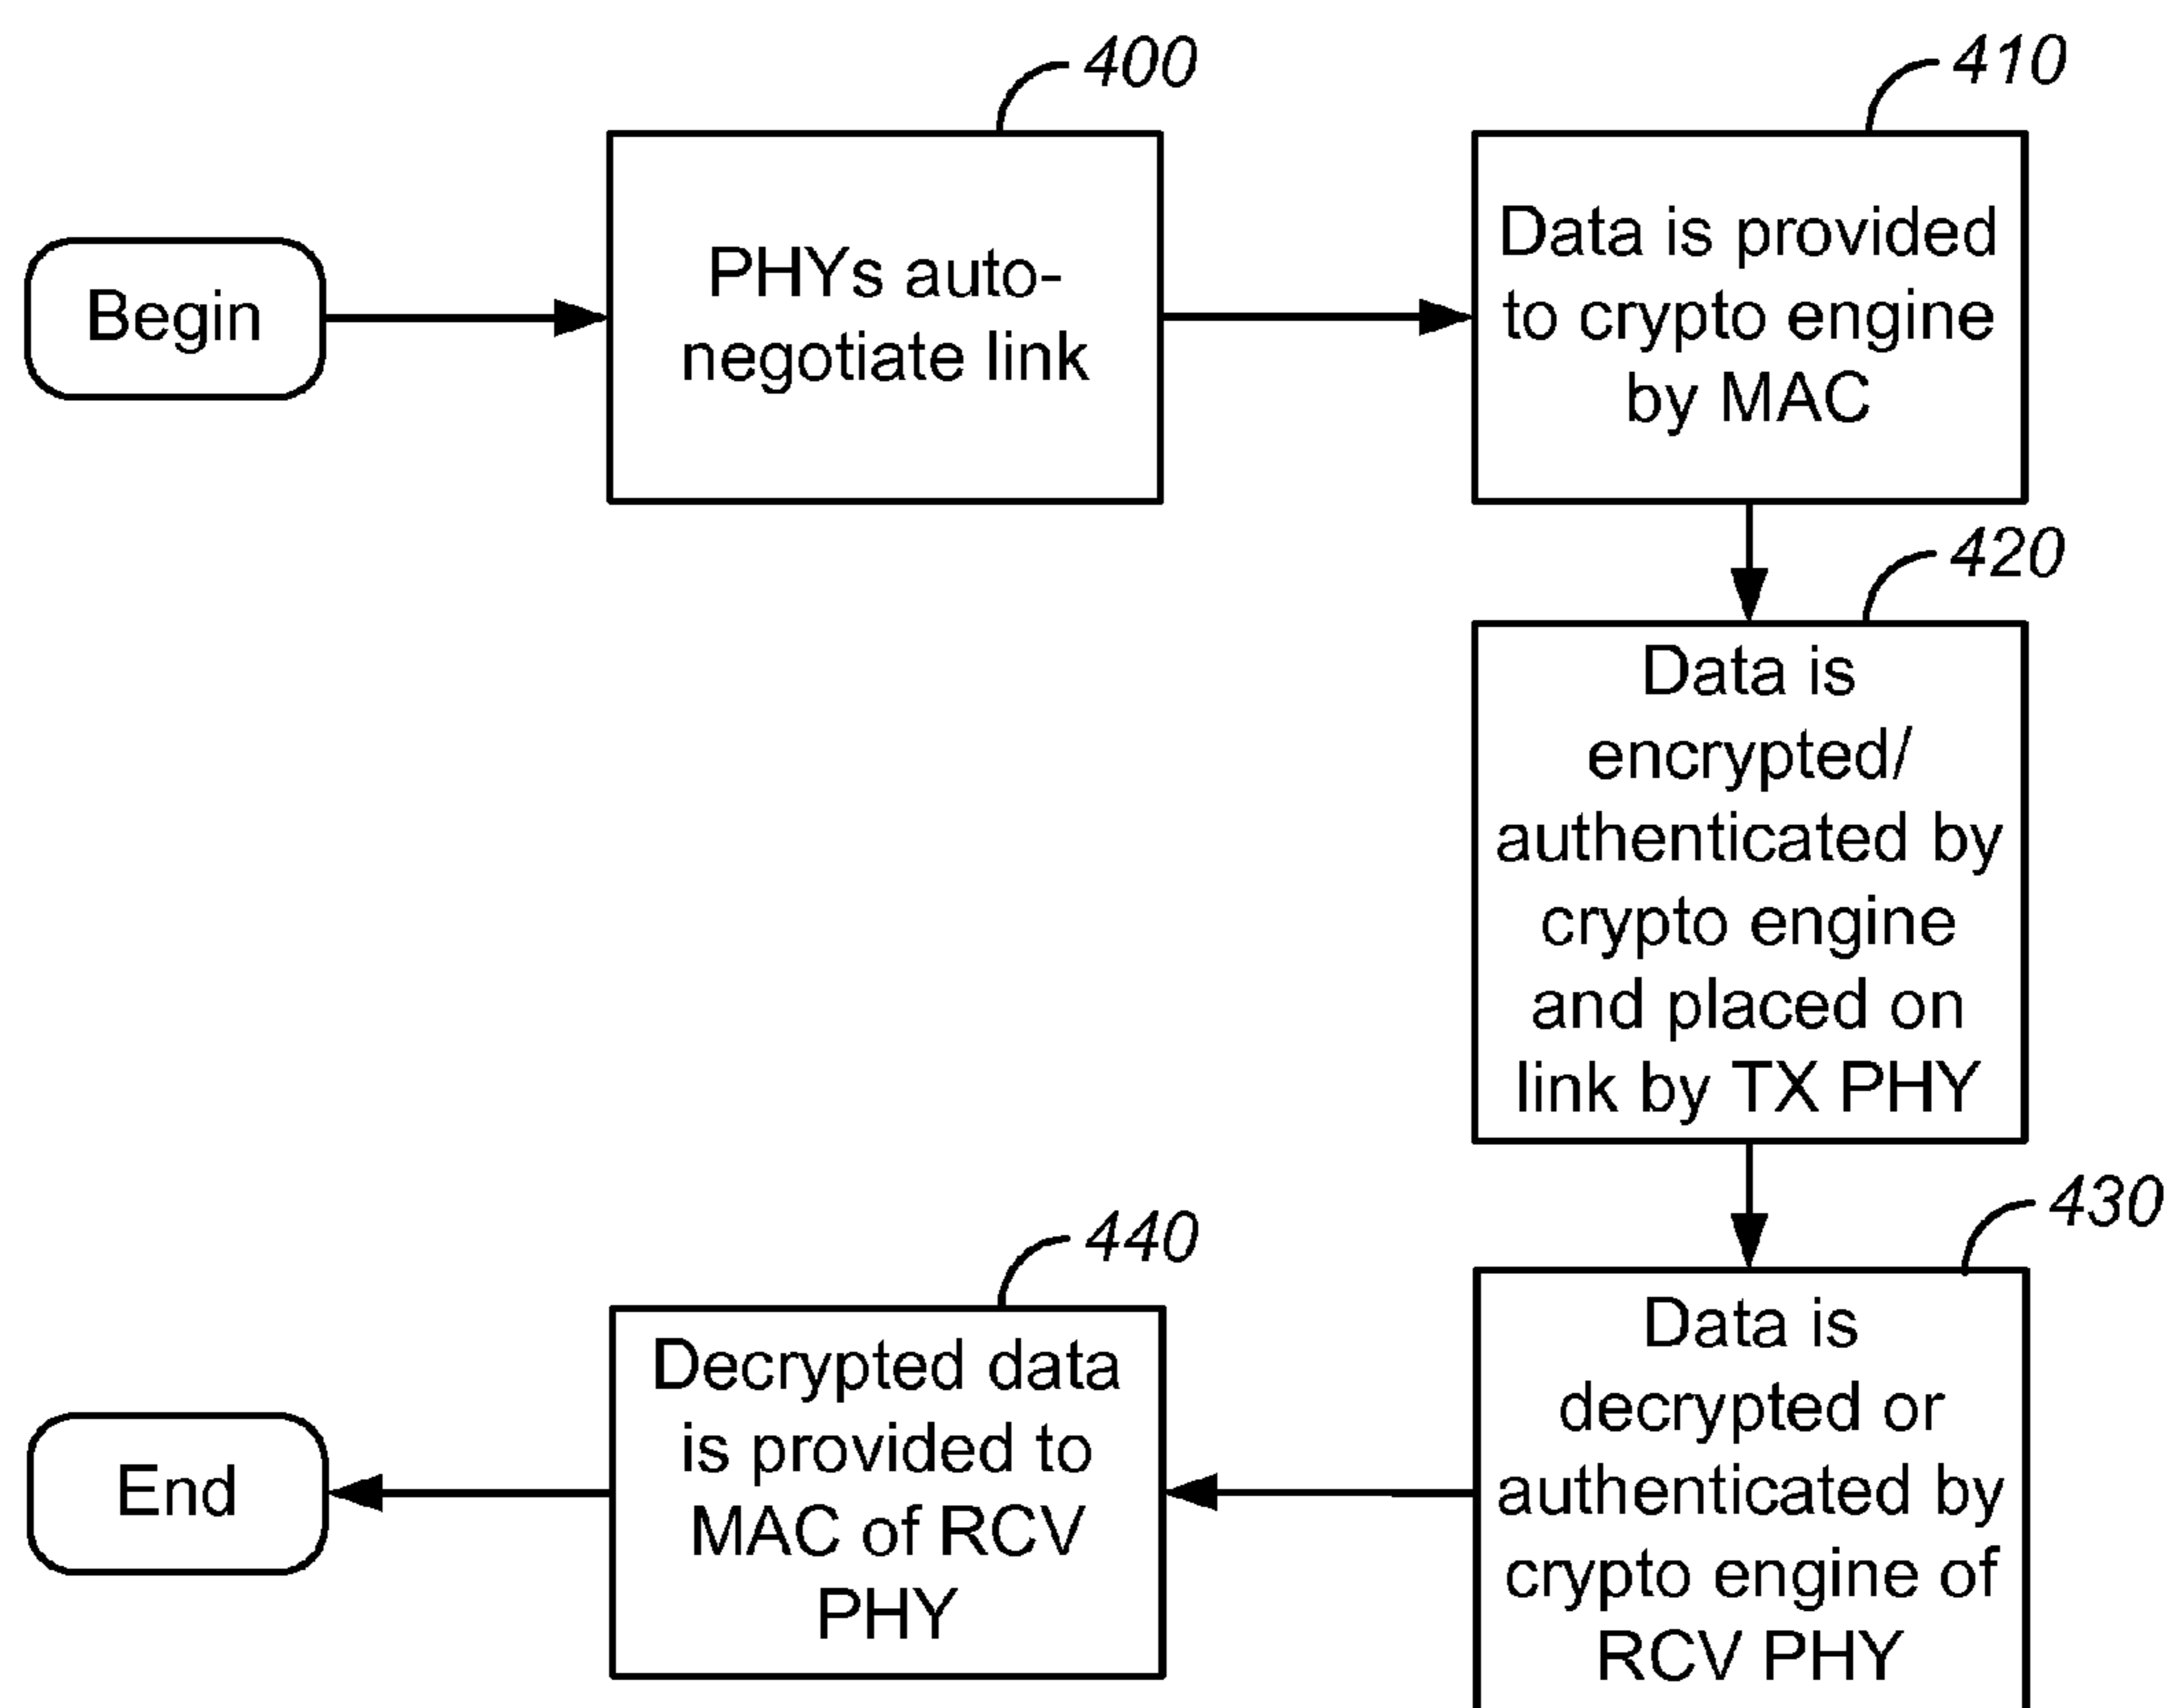 400
410
Begin
PHYs auto-
negotiate link
Data is provided
to crypto engine
by MAC
420
Data is
encrypted/
authenticated by
crypto engine
and placed on
link by TX PHY
430
Data is
decrypted or
authenticated by
crypto engine of
RCV PHY
440
Decrypted data
is provided to
MAC of RCV
PHY
End